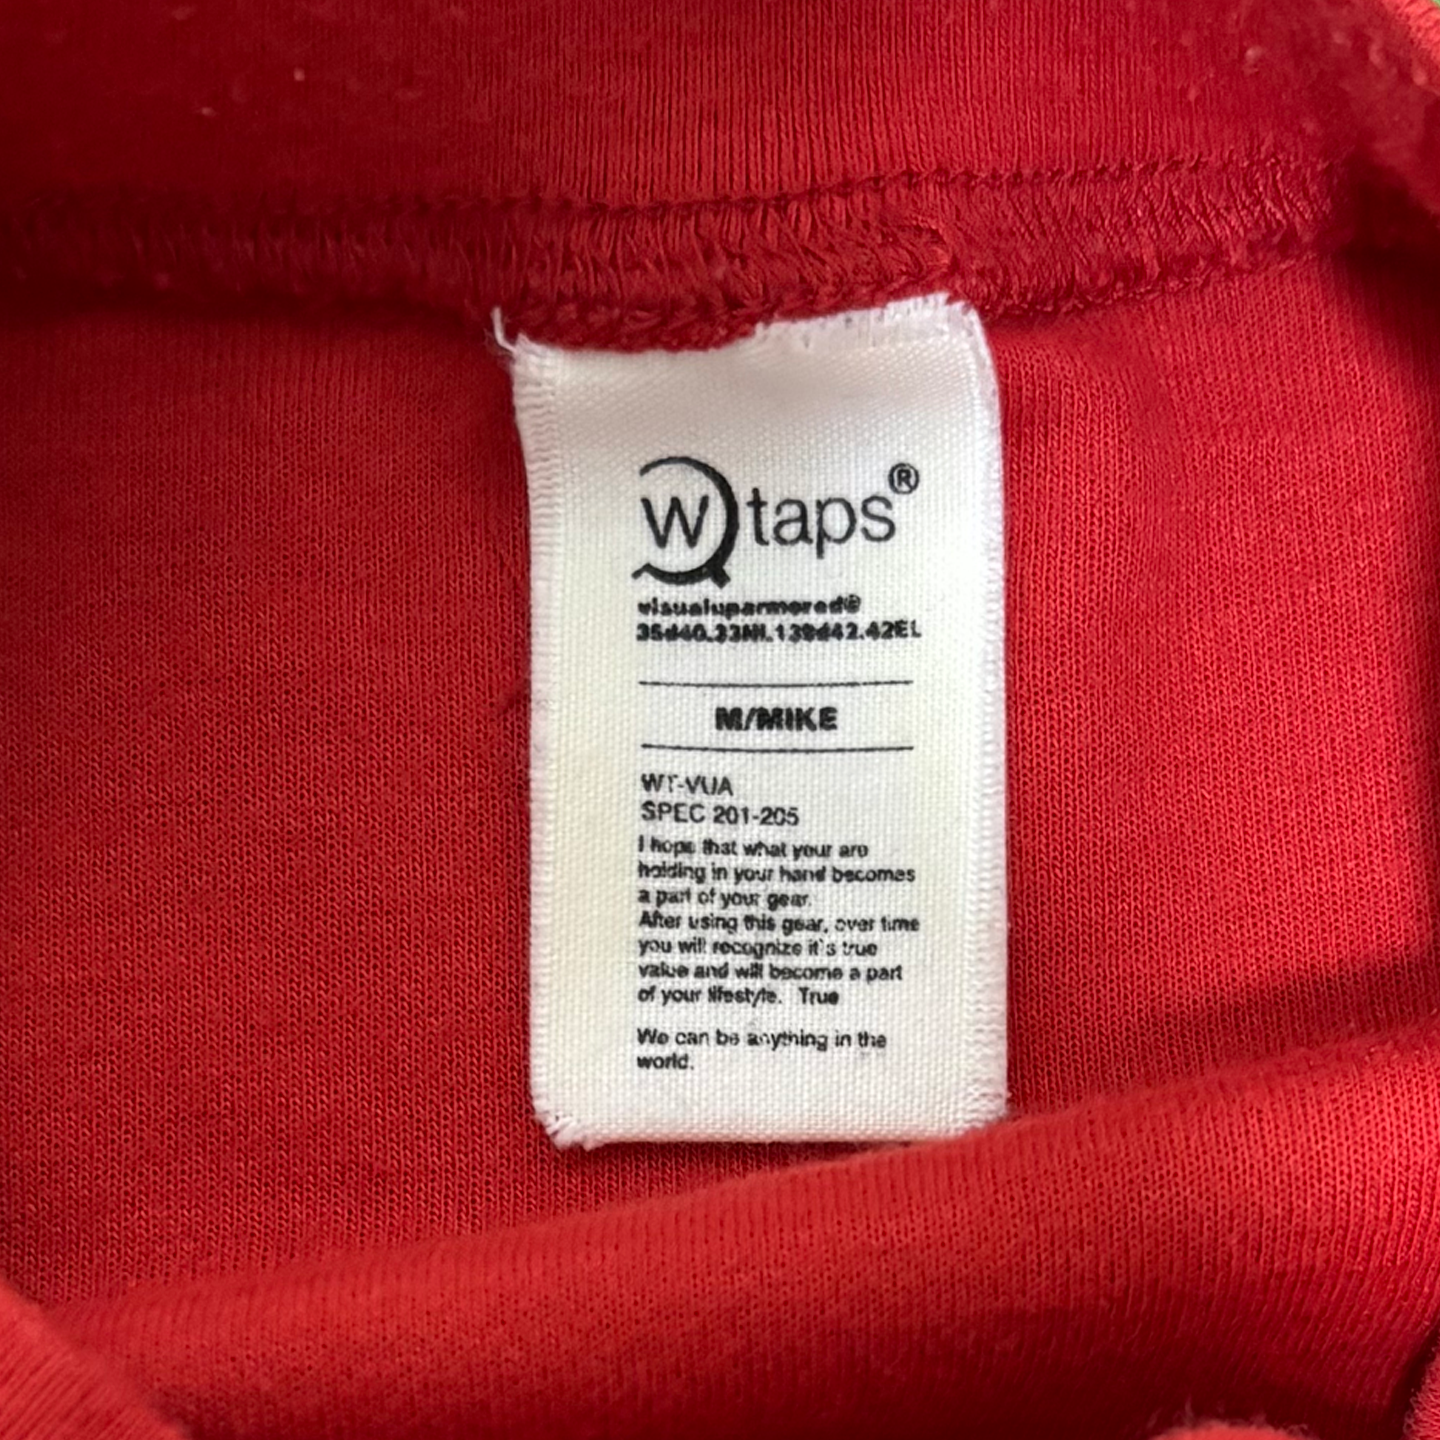 W taps®
visualuparmored®
35d40.33NL139d42.42EL
M/MIKE
WT-VUA
SPEC 201-205
I hope that what your are
holding in your hand becomes
a part of your gear.
After using this gear, over time
you will recognize it's true
value and will become a part
of your lifestyle. True
We can be anything in the
world.